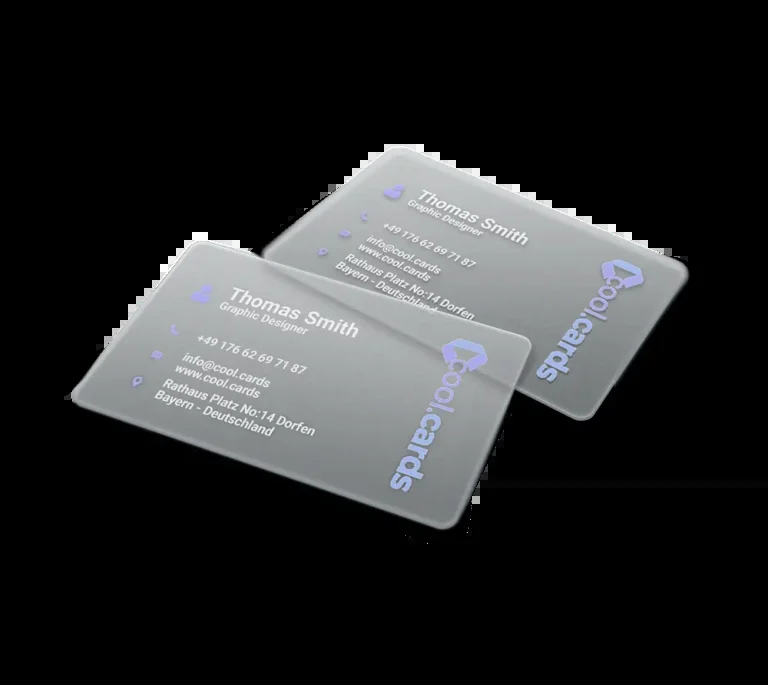 Thomas Smith
Graphic Designer
+49 176 62 69 71 87
info@cool.cards
www.cool.cards
Rathaus Platz No:14 Dorfen
Bayern - Deutschland
cool.cards
Thomas Smith
Graphic Designer
+49 176 62 69 71 87
info@cool.cards
www.cool.cards
Rathaus Platz No:14 Dorfen
Bayern - Deutschland
cool.cards